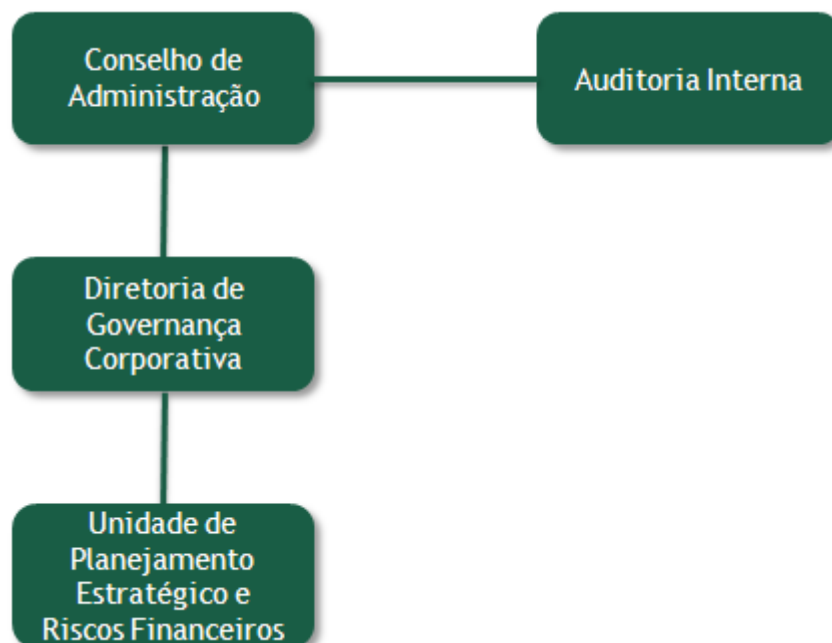 Conselho de
Administração
Auditoria Interna
Diretoria de
Governança
Corporativa
Unidade de
Planejamento
Estratégico e
Riscos Financeiros